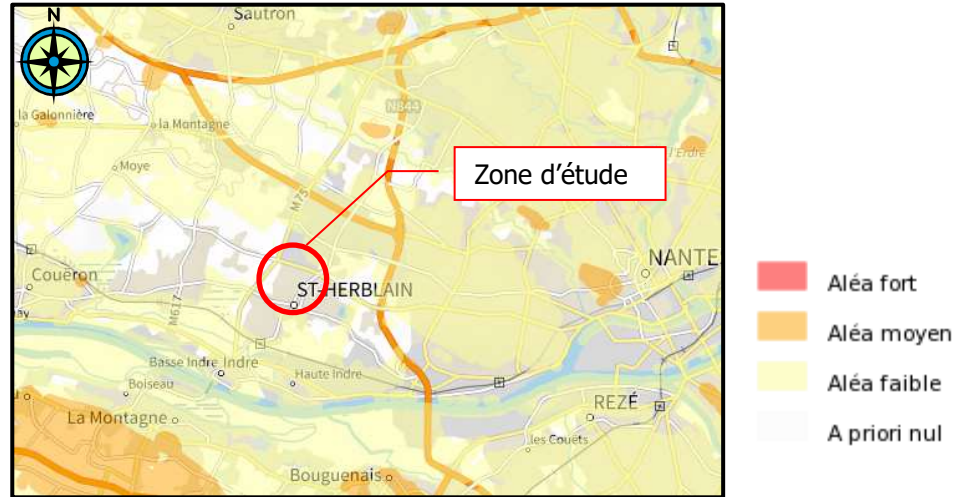 N
Sautron
la Galonnière
la Montagne
N844
l'Erdre
Moye
Zone d'étude
M75
NANTE
Couëron
ST-HERBLAIN
M617
Basse Indre Indre
Haute Indre
Boiseau
REZÉ
La Montagne
les Couëts
Bouguenais
Aléa fort
Aléa moyen
Aléa faible
A priori nul